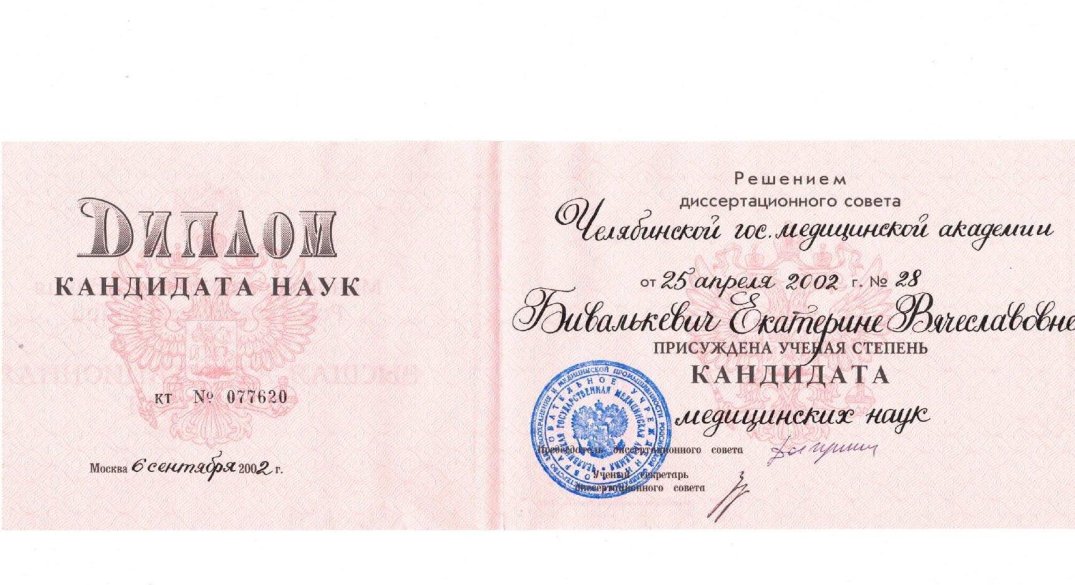 ДИПЛОМ
КАНДИДАТА НАУК
КТ № 077620
Москва 6 сентября 2002 г.
Решением
диссертационного совета
Челябинской гос. медицинской академии
от 25 апреля 2002 г. № 28
Бивалькевич Екатерине Вячеславовне
ПРИСУЖДЕНА УЧЕНАЯ СТЕПЕНЬ
КАНДИДАТА
медицинских наук
Председатель диссертационного совета
Ученый секретарь
диссертационного совета